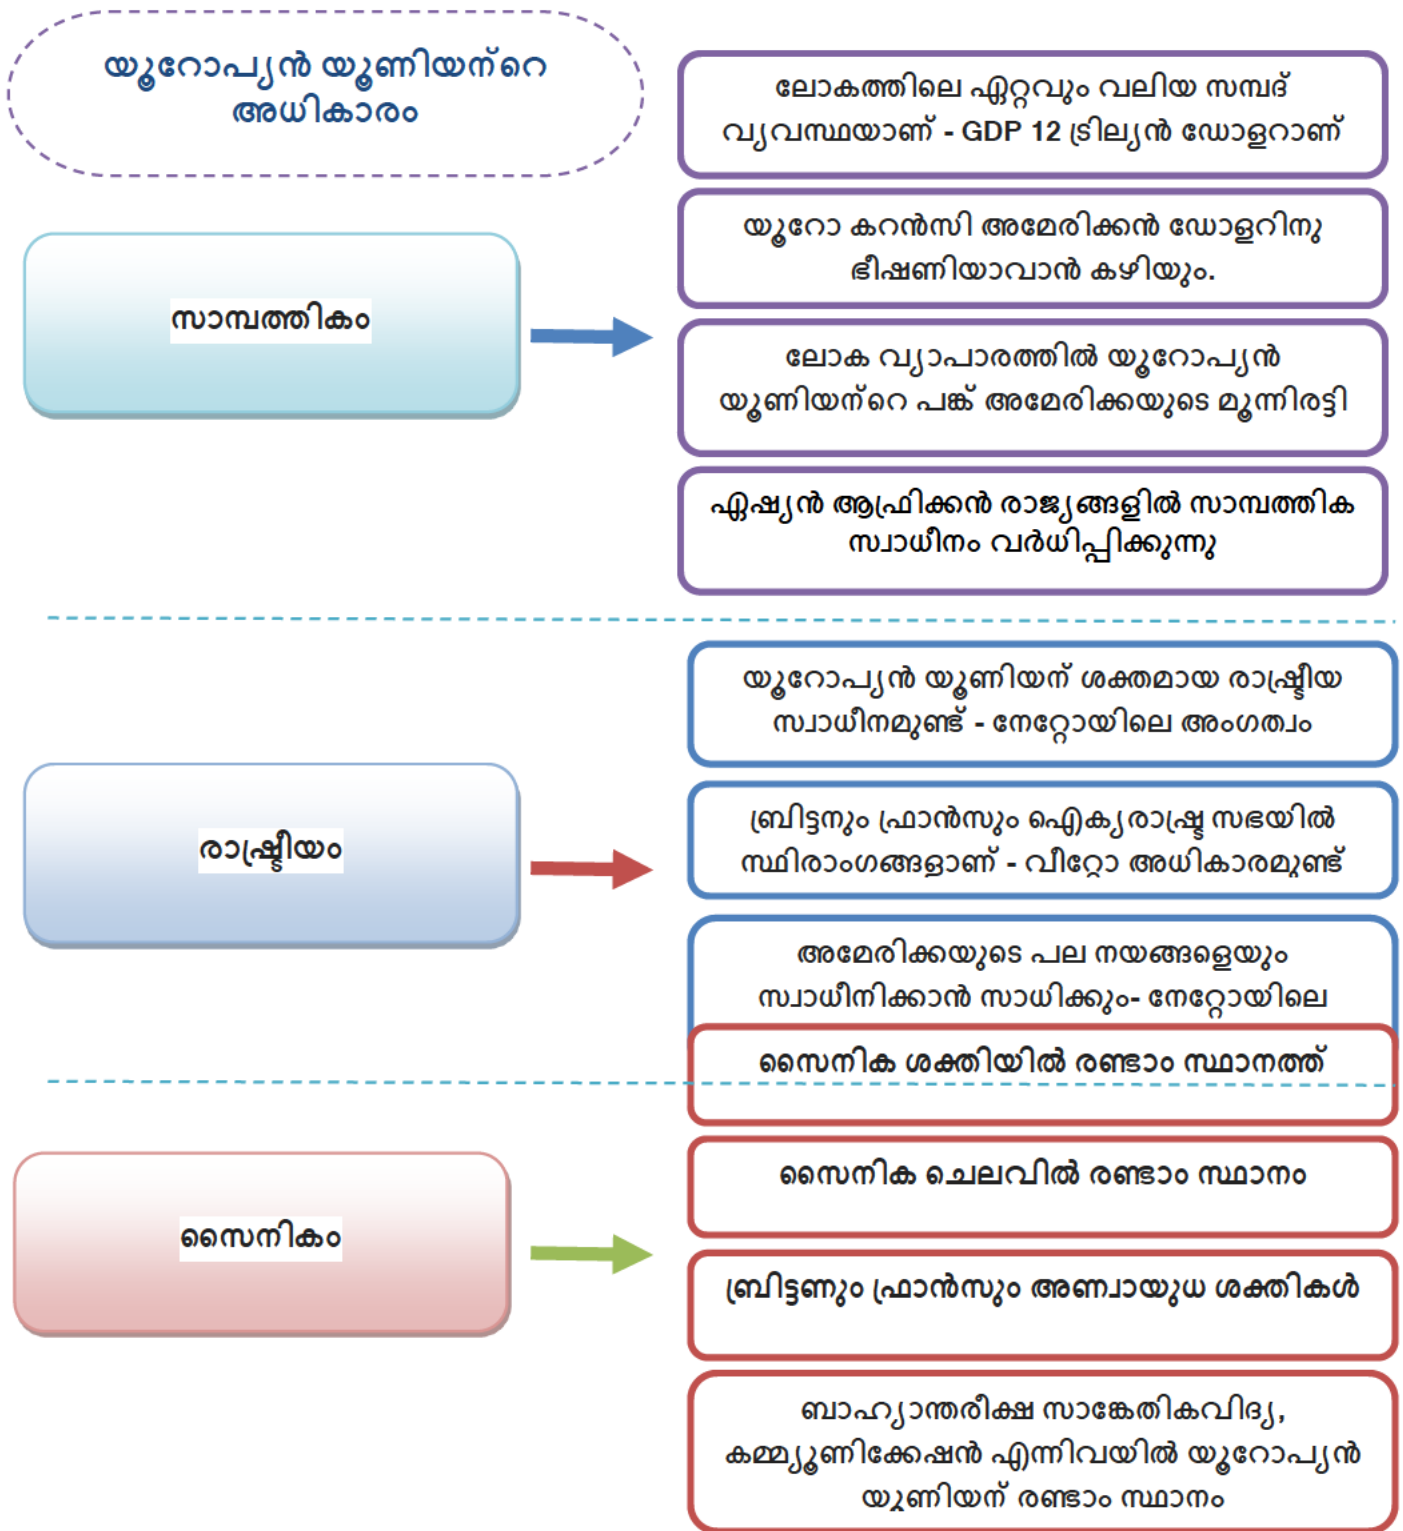 യൂറോപ്യൻ യൂണിയന്റെ
അധികാരം
ലോകത്തിലെ ഏറ്റവും വലിയ സമ്പദ്
വ്യവസ്ഥയാണ് - GDP 12 ട്രില്യൻ ഡോളറാണ്
യൂറോ കറൻസി അമേരിക്കൻ ഡോളറിനു
ഭീഷണിയാവാൻ കഴിയും.
സാമ്പത്തികം
ലോക വ്യാപാരത്തിൽ യൂറോപ്യൻ
യൂണിയന്റെ പങ്ക് അമേരിക്കയുടെ മൂന്നിരട്ടി
ഏഷ്യൻ ആഫ്രിക്കൻ രാജ്യങ്ങളിൽ സാമ്പത്തിക
സ്വാധീനം വർധിപ്പിക്കുന്നു
യൂറോപ്യൻ യൂണിയന് ശക്തമായ രാഷ്ട്രീയ
സ്വാധീനമുണ്ട് - നേറ്റോയിലെ അംഗത്വം
രാഷ്ട്രീയം
ബ്രിട്ടനും ഫ്രാൻസും ഐക്യരാഷ്ട്ര സഭയിൽ
സ്ഥിരാംഗങ്ങളാണ് - വീറ്റോ അധികാരമുണ്ട്
അമേരിക്കയുടെ പല നയങ്ങളെയും
സ്വാധീനിക്കാൻ സാധിക്കും- നേറ്റോയിലെ
സൈനിക ശക്തിയിൽ രണ്ടാം സ്ഥാനത്ത്
സൈനിക ചെലവിൽ രണ്ടാം സ്ഥാനം
സൈനികം
ബ്രിട്ടണും ഫ്രാൻസും അണ്വായുധ ശക്തികൾ
ബാഹ്യാന്തരീക്ഷ സാങ്കേതികവിദ്യ,
കമ്മ്യൂണിക്കേഷൻ എന്നിവയിൽ യൂറോപ്യൻ
യൂണിയന് രണ്ടാം സ്ഥാനം